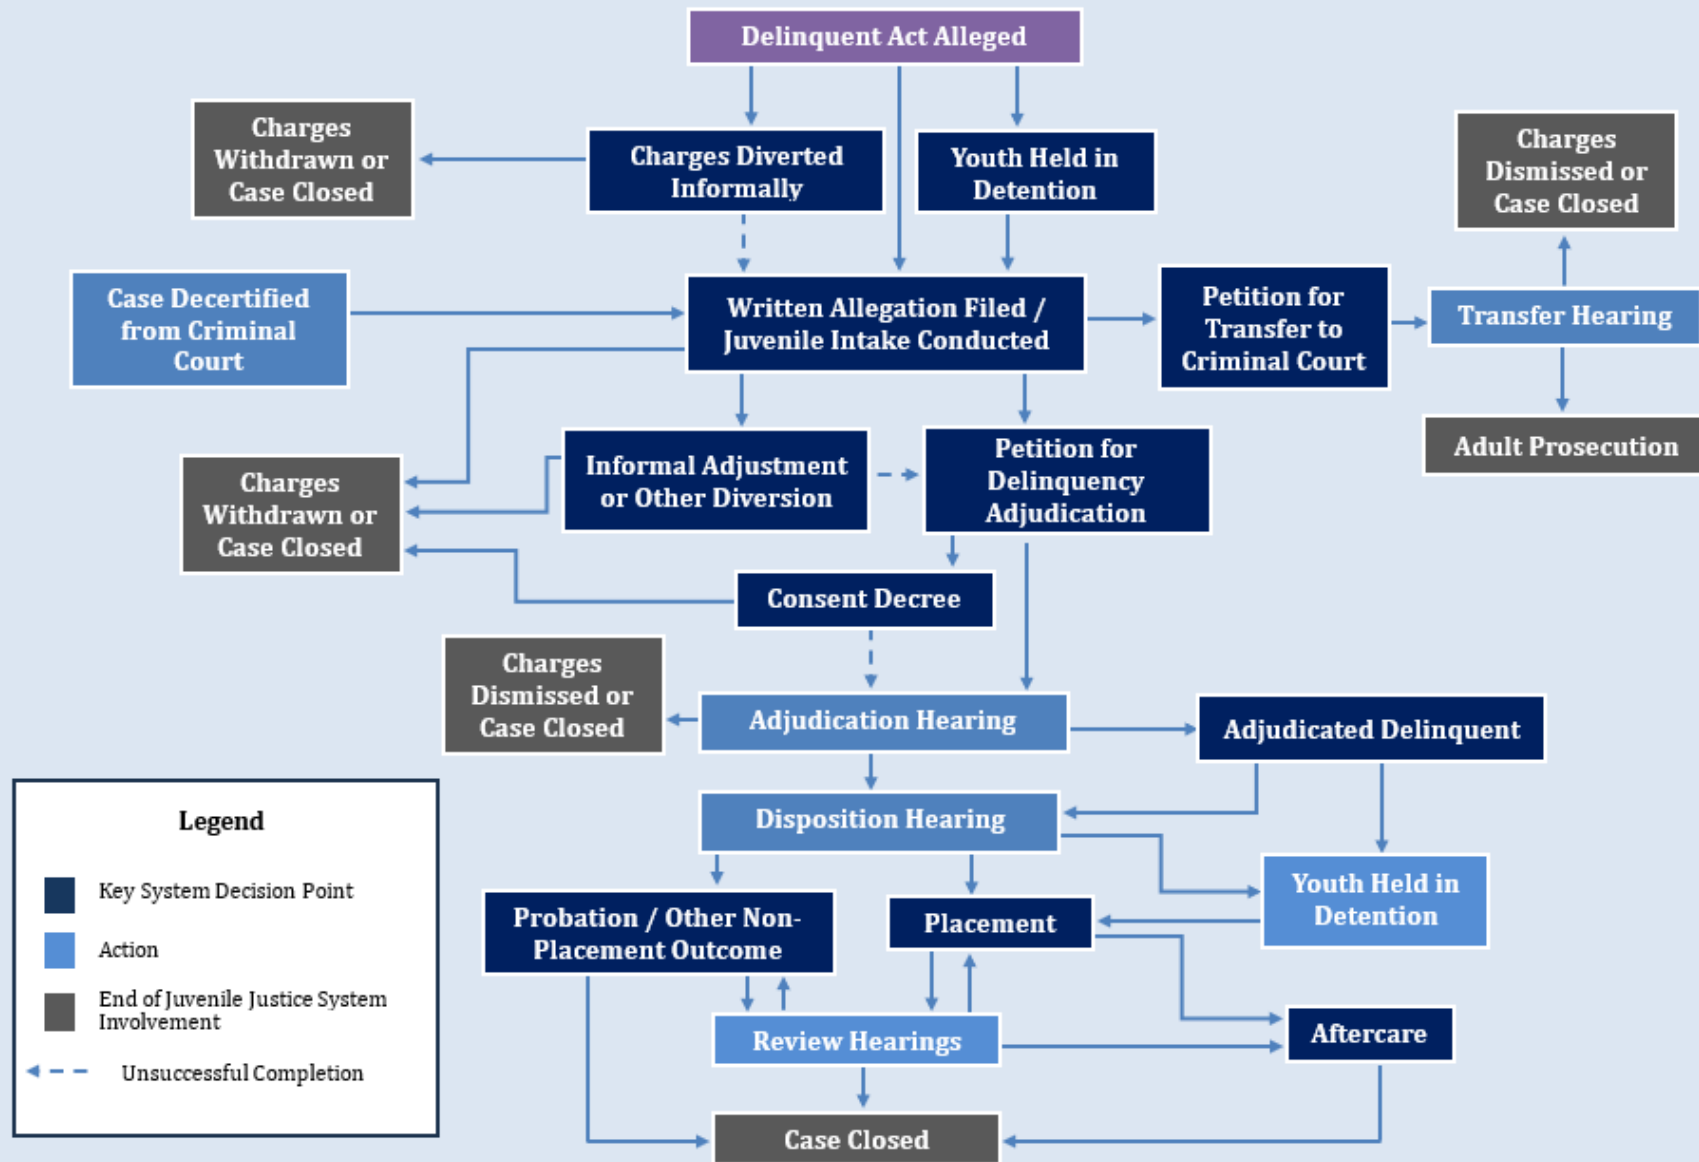 Delinquent Act Alleged
Charges
Withdrawn or
Case Closed
Charges Diverted
Informally
Youth Held in
Detention
Charges
Dismissed or
Case Closed
Case Decertified
from Criminal
Court
Written Allegation Filed /
Juvenile Intake Conducted
Petition for
Transfer to
Criminal Court
Transfer Hearing
Adult Prosecution
Charges
Withdrawn or
Case Closed
Informal Adjustment
or Other Diversion
Petition for
Delinquency
Adjudication
Consent Decree
Charges
Dismissed or
Case Closed
Adjudication Hearing
Adjudicated Delinquent
Disposition Hearing
Youth Held in
Detention
Probation / Other Non-
Placement Outcome
Placement
Review Hearings
Aftercare
Case Closed
Legend
Key System Decision Point
Action
End of Juvenile Justice System
Involvement
Unsuccessful Completion